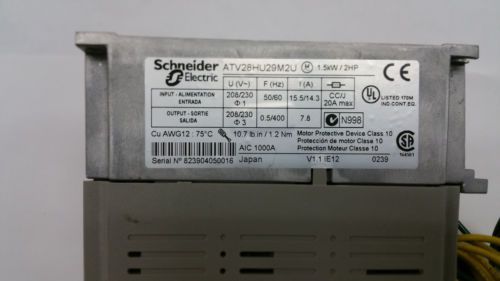 Schneider Electric ATV28HU29M2U H 1.5kW / 2HP
U (V~) F (Hz) I (A)
INPUT - ALIMENTATION ENTRADA 208/230 Φ 1 50/60 15.5/14.3 CC/J 20A max
OUTPUT - SORTIE SALIDA 208/230 Φ 3 0.5/400 7.8 N998
UL LISTED 170M IND.CONT.EQ.
CE
Cu AWG12 : 75°C 10.7 lb in / 1.2 Nm Motor Protective Device Class 10
Protección de motor Clase 10
AIC 1000A Protection Moteur Classe 10
Serial N° 823904050016 Japan V1.1 IE12 0239